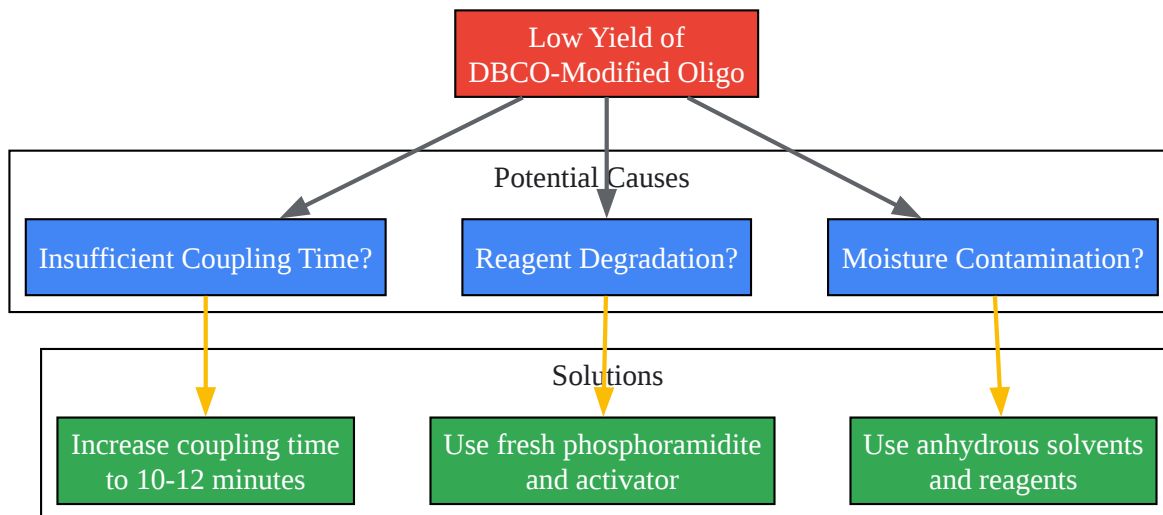 Low Yield of
DBCO-Modified Oligo
Potential Causes
Insufficient Coupling Time?
Reagent Degradation?
Moisture Contamination?
Solutions
Increase coupling time
to 10-12 minutes
Use fresh phosphoramidite
and activator
Use anhydrous solvents
and reagents